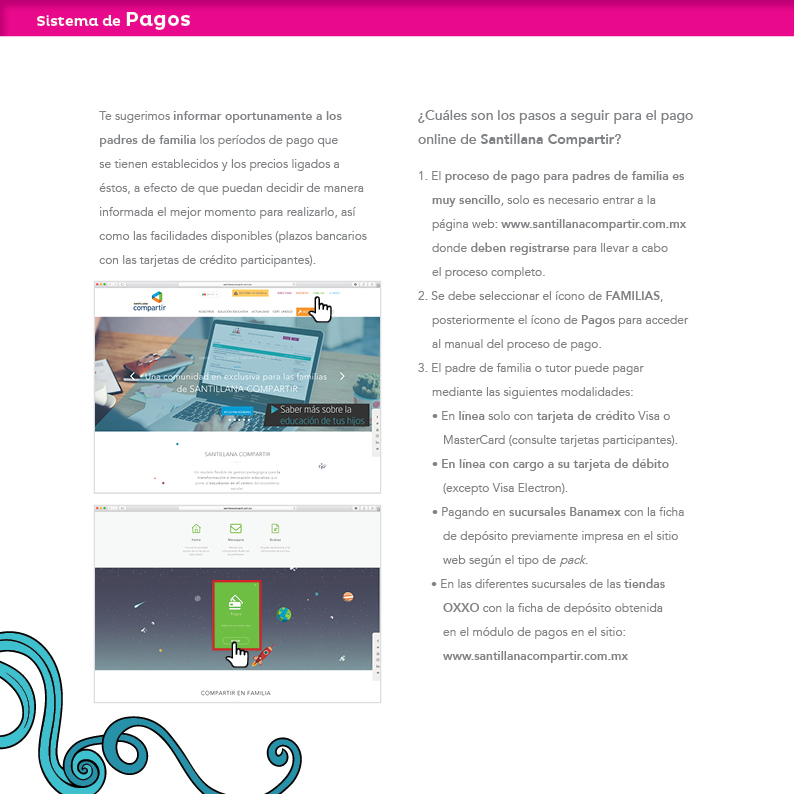 Sistema de Pagos
Te sugerimos informar oportunamente a los
padres de familia los períodos de pago que
se tienen establecidos y los precios ligados a
éstos, a efecto de que puedan decidir de manera
informada el mejor momento para realizarlo, así
como las facilidades disponibles (plazos bancarios
con las tarjetas de crédito participantes).
compartir
Una comunidad en exclusiva para las familias
de SANTILLANA COMPARTIR
Saber más sobre la
educación de tus hijos
SANTILLANA COMPARTIR
Home
Mensajería
COMPARTIR EN FAMILIA
¿Cuáles son los pasos a seguir para el pago
online de Santillana Compartir?
1. El proceso de pago para padres de familia es
muy sencillo, solo es necesario entrar a la
página web: www.santillanacompartir.com.mx
donde deben registrarse para llevar a cabo
el proceso completo.
2. Se debe seleccionar el ícono de FAMILIAS,
posteriormente el ícono de Pagos para acceder
al manual del proceso de pago.
3. El padre de familia o tutor puede pagar
mediante las siguientes modalidades:
• En línea solo con tarjeta de crédito Visa o
MasterCard (consulte tarjetas participantes).
• En línea con cargo a su tarjeta de débito
(excepto Visa Electron).
• Pagando en sucursales Banamex con la ficha
de depósito previamente impresa en el sitio
web según el tipo de pack.
• En las diferentes sucursales de las tiendas
OXXO con la ficha de depósito obtenida
en el módulo de pagos en el sitio:
www.santillanacompartir.com.mx